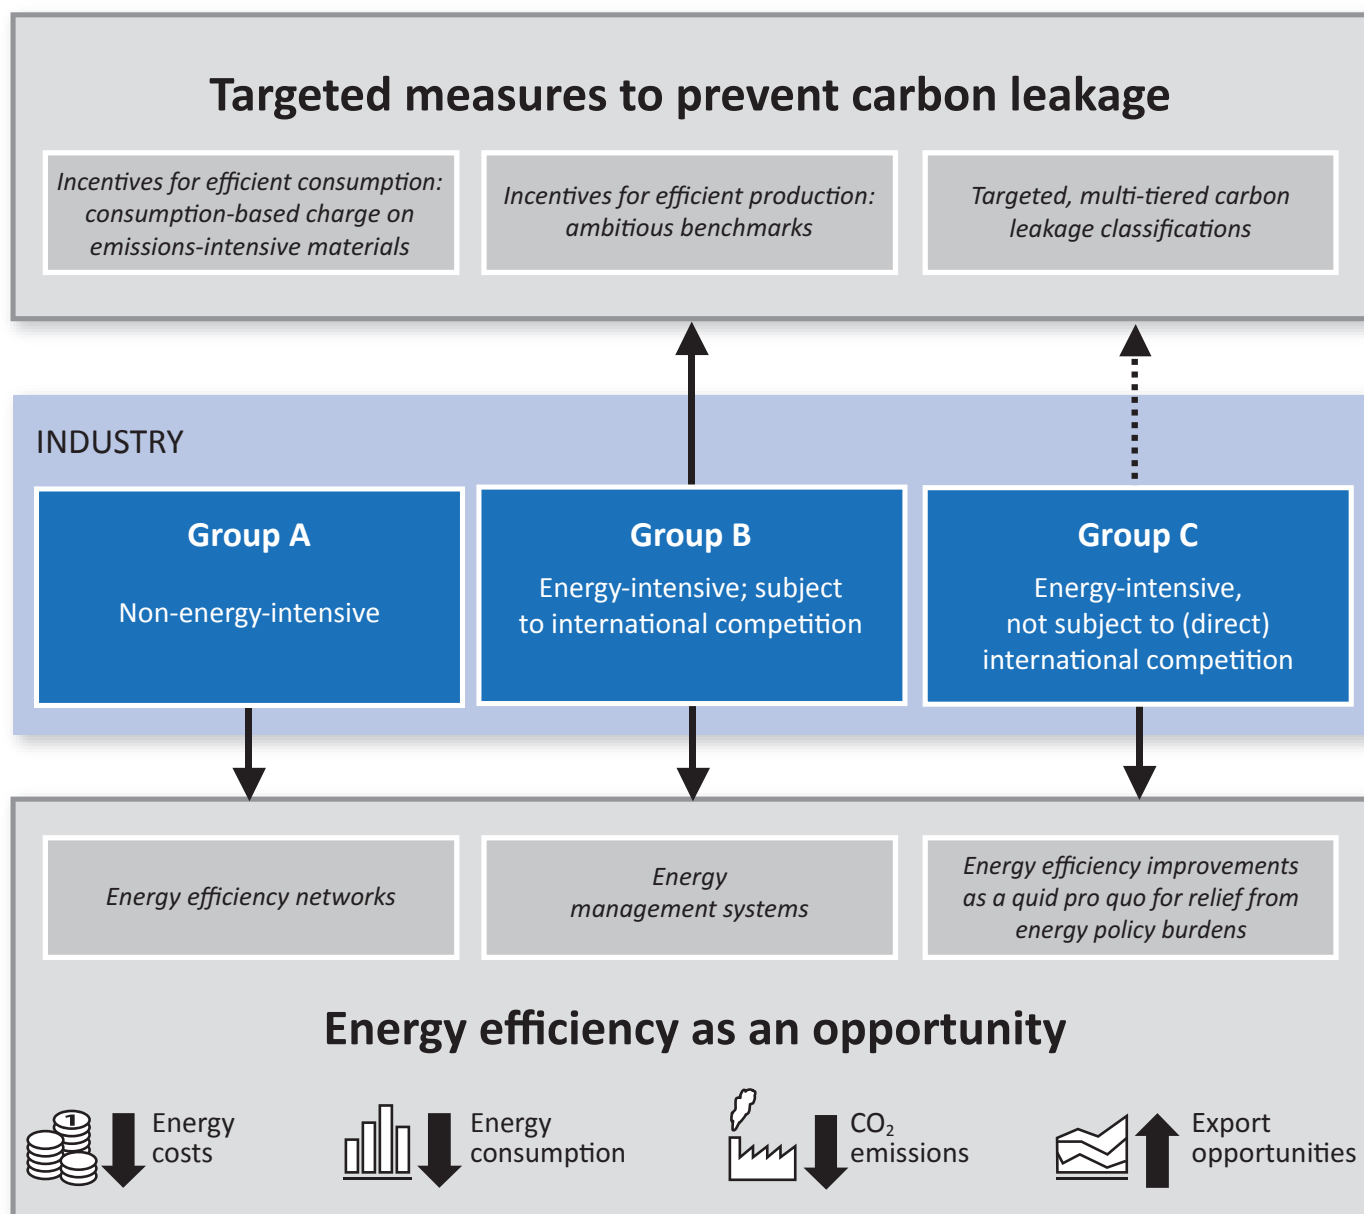 Targeted measures to prevent carbon leakage
Incentives for efficient consumption:
consumption-based charge on
emissions-intensive materials
Incentives for efficient production:
ambitious benchmarks
Targeted, multi-tiered carbon
leakage classifications
INDUSTRY
Group A
Non-energy-intensive
Group B
Energy-intensive; subject
to international competition
Group C
Energy-intensive,
not subject to (direct)
international competition
Energy efficiency networks
Energy
management systems
Energy efficiency improvements
as a quid pro quo for relief from
energy policy burdens
Energy efficiency as an opportunity
1
Energy
costs
Energy
consumption
CO₂
emissions
Export
opportunities